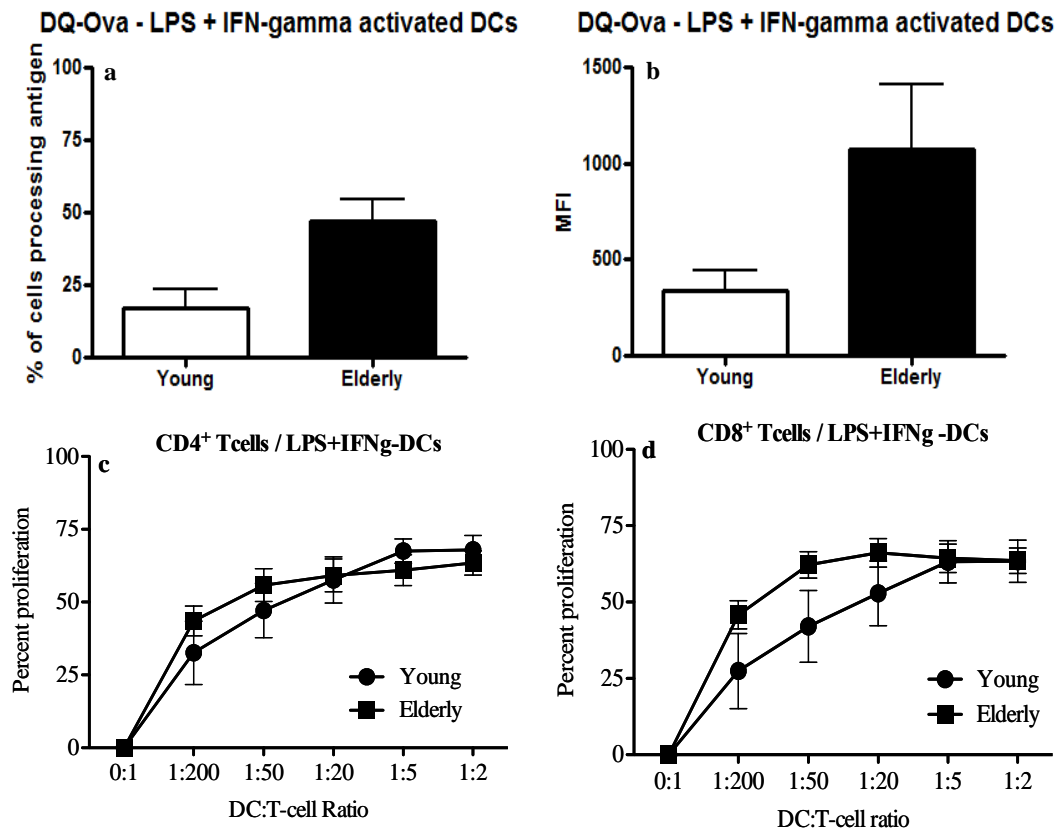 DQ-Ova - LPS + IFN-gamma activated DCs
a
% of cells processing antigen
100
75
50
25
0
Young
Elderly
DQ-Ova - LPS + IFN-gamma activated DCs
b
MFI
1500
1000
500
0
Young
Elderly
CD4+ Tcells / LPS+IFNg-DCs
c
Percent proliferation
100
75
50
25
0
Young
Elderly
0:1 1:200 1:50 1:20 1:5 1:2
DC:T-cell Ratio
CD8+ Tcells / LPS+IFNg -DCs
d
Percent proliferation
100
75
50
25
0
Young
Elderly
0:1 1:200 1:50 1:20 1:5 1:2
DC:T-cell ratio